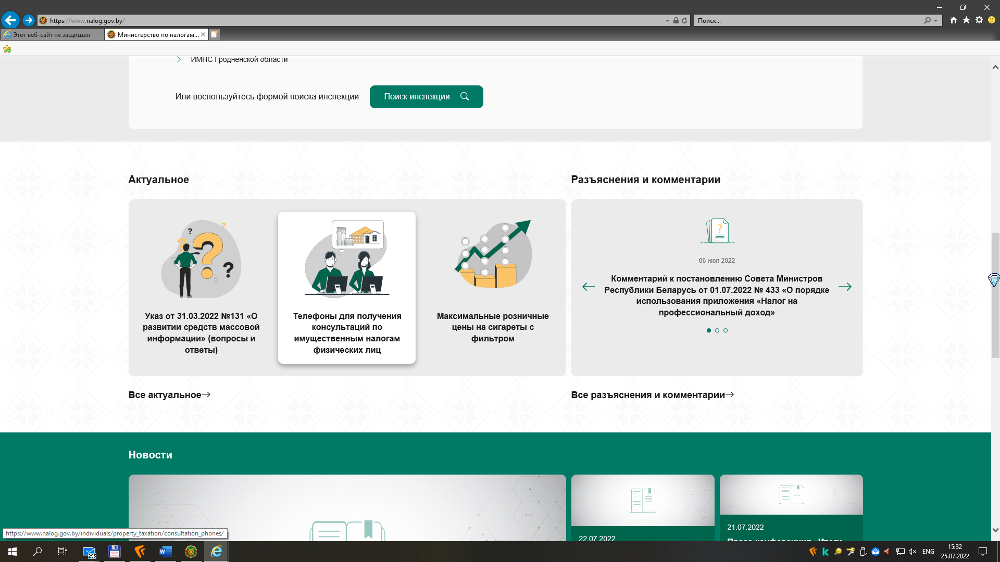 https://www.nalog.gov.by/
Поиск...
Этот веб-сайт не защищен
Министерство по налогам...
ИМНС Гродненской области
Или воспользуйтесь формой поиска инспекции:
Поиск инспекции
Актуальное
Разъяснения и комментарии
Указ от 31.03.2022 №131 «О
развитии средств массовой
информации» (вопросы и
ответы)
Телефоны для получения
консультаций по
имущественным налогам
физических лиц
Максимальные розничные
цены на сигареты с
фильтром
06 июл 2022
Комментарий к постановлению Совета Министров
Республики Беларусь от 01.07.2022 № 433 «О порядке
использования приложения «Налог на
профессиональный доход»
Все актуальное
Все разъяснения и комментарии
Новости
22.07.2022
21.07.2022
Пресс-конференция «Итоги
https://www.nalog.gov.by/individuals/property_taxation/consultation_phones/
295
ENG
15:32
25.07.2022